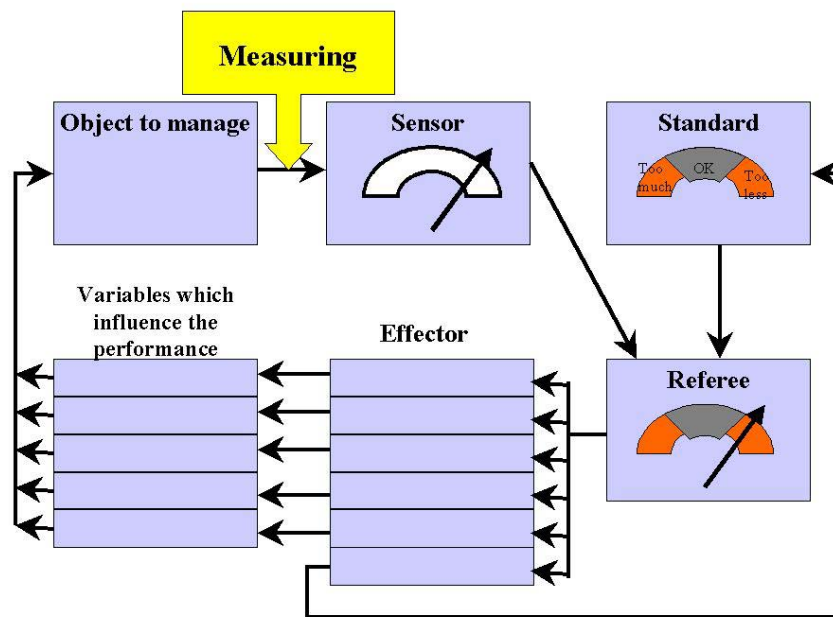 Measuring
Object to manage
Sensor
Standard
Too
much
OK
Too
less
Variables which
influence the
performance
Effector
Referee